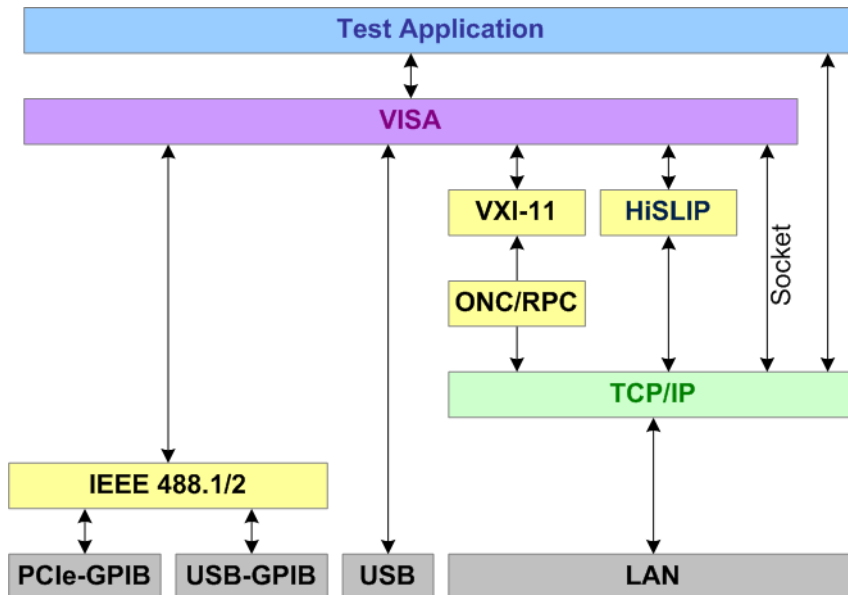 Test Application
VISA
VXI-11
HiSLIP
ONC/RPC
Socket
TCP/IP
IEEE 488.1/2
PCIe-GPIB
USB-GPIB
USB
LAN